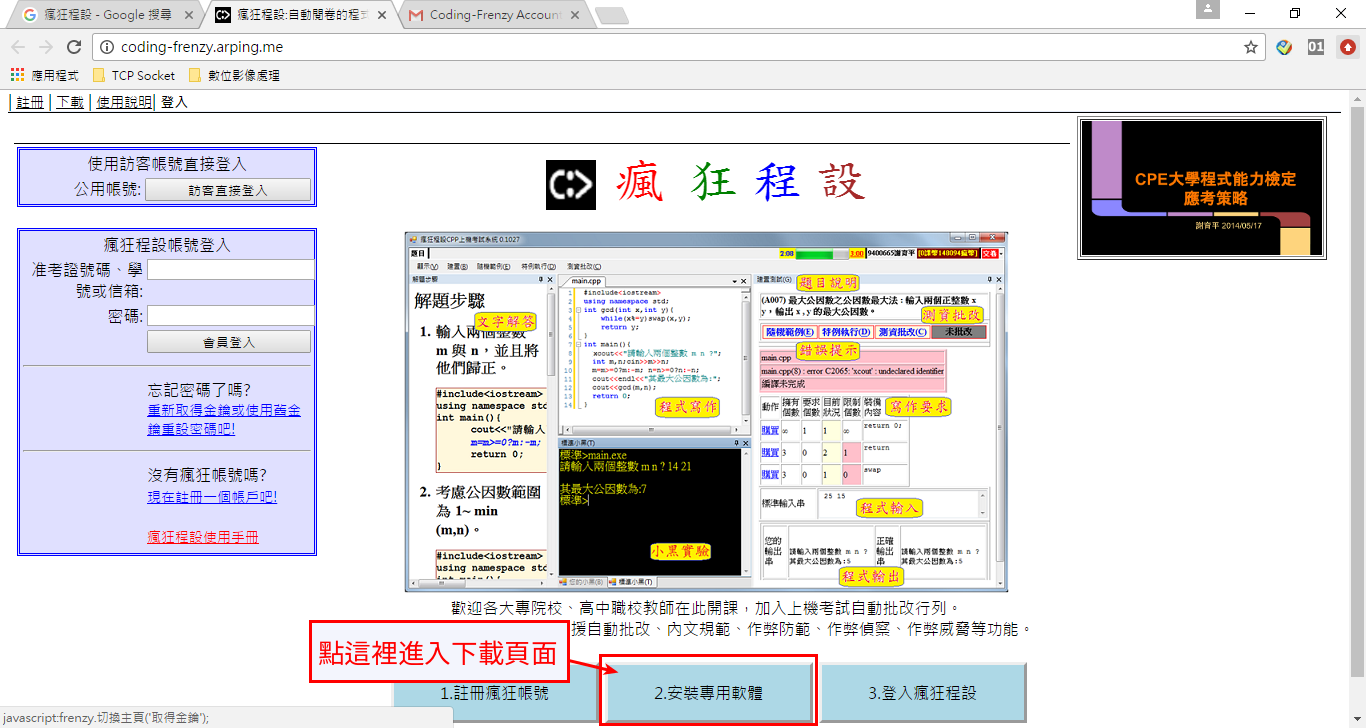 瘋狂程設 - Google 搜尋
瘋狂程設:自動閱卷的程式
Coding-Frenzy Account
coding-frenzy.arping.me
01
應用程式
TCP Socket
數位影像處理
| 註冊 | 下載 | 使用說明| 登入
使用訪客帳號直接登入
公用帳號: 訪客直接登入
瘋狂程設帳號登入
准考證號碼、學
號或信箱:
密碼:
會員登入
忘記密碼了嗎?
重新取得金鑰或使用舊金
鑰重設密碼吧!
沒有瘋狂帳號嗎?
現在註冊一個帳戶吧!
瘋狂程設使用手冊
C:>
瘋狂程設
CPE大學程式能力檢定
應考策略
謝育平 2014/05/17
瘋狂程設CPP上機考試系統 0.1027
題目
2:08
3:00
9400665謝育平
[0課幣148094瘋幣]
交卷
顯示(V) 建置(B) 隨機範例(E) 特例執行(D) 測資批改(C)
解題步驟
解題步驟
文字解答
1. 輸入兩個整數
m 與 n，並且將
他們歸正。
#include<iostream>
using namespace std
int main(){
cout<<"請輸入
m=m>=0?m:-m;
return 0;
}
2. 考慮公因數範圍
為 1~ min
(m,n)。
#include<iostream>
using namespace std
int main(){
main.cpp
1 #include<iostream>
2 using namespace std;
3 int gcd(int x,int y){
4 while(x%=y)swap(x,y);
5 return y;
6 }
7 int main(){
8 xcout<<"請輸入兩個整數 m n ?";
9 int m,n;cin>>m>>n;
10 m=m>=0?m:-m; n=n>=0?n:-n;
11 cout<<endl<<"其最大公因數為:";
12 cout<<gcd(m,n);
13 return 0;
14 }
程式寫作
標準小黑(T)
標準>main.exe
請輸入兩個整數 m n ? 14 21
其最大公因數為:7
標準>
小黑實驗
您的小黑(B) 標準小黑(T)
建置測試(G)
題目說明
(A007) 最大公因數之公因數最大法：輸入兩個正整數 x
y，輸出 x , y 的最大公因數。
測資批改
隨機範例(E) 特例執行(D) 測資批改(C) 未批改
錯誤提示
main.cpp
main.cpp(8) : error C2065: 'xcout' : undeclared identifier
編譯未完成
寫作要求
動作 擁有個數 要求個數 目前狀況 限制個數 裝備內容
購買 ∞ 1 1 ∞ return 0;
購買 3 0 2 1 return
購買 3 0 1 0 swap
標準輸入串 25 15
程式輸入
您的輸出串 請輸入兩個整數 m n ?
其最大公因數為:5
正確輸出串 請輸入兩個整數 m n ?
其最大公因數為:5
程式輸出
歡迎各大專院校、高中職校教師在此開課，加入上機考試自動批改行列。
援自動批改、內文規範、作弊防範、作弊偵察、作弊威脅等功能。
點這裡進入下載頁面
1.註冊瘋狂帳號
2.安裝專用軟體
3.登入瘋狂程設
javascript:frenzy.切換主頁('取得金鑰');